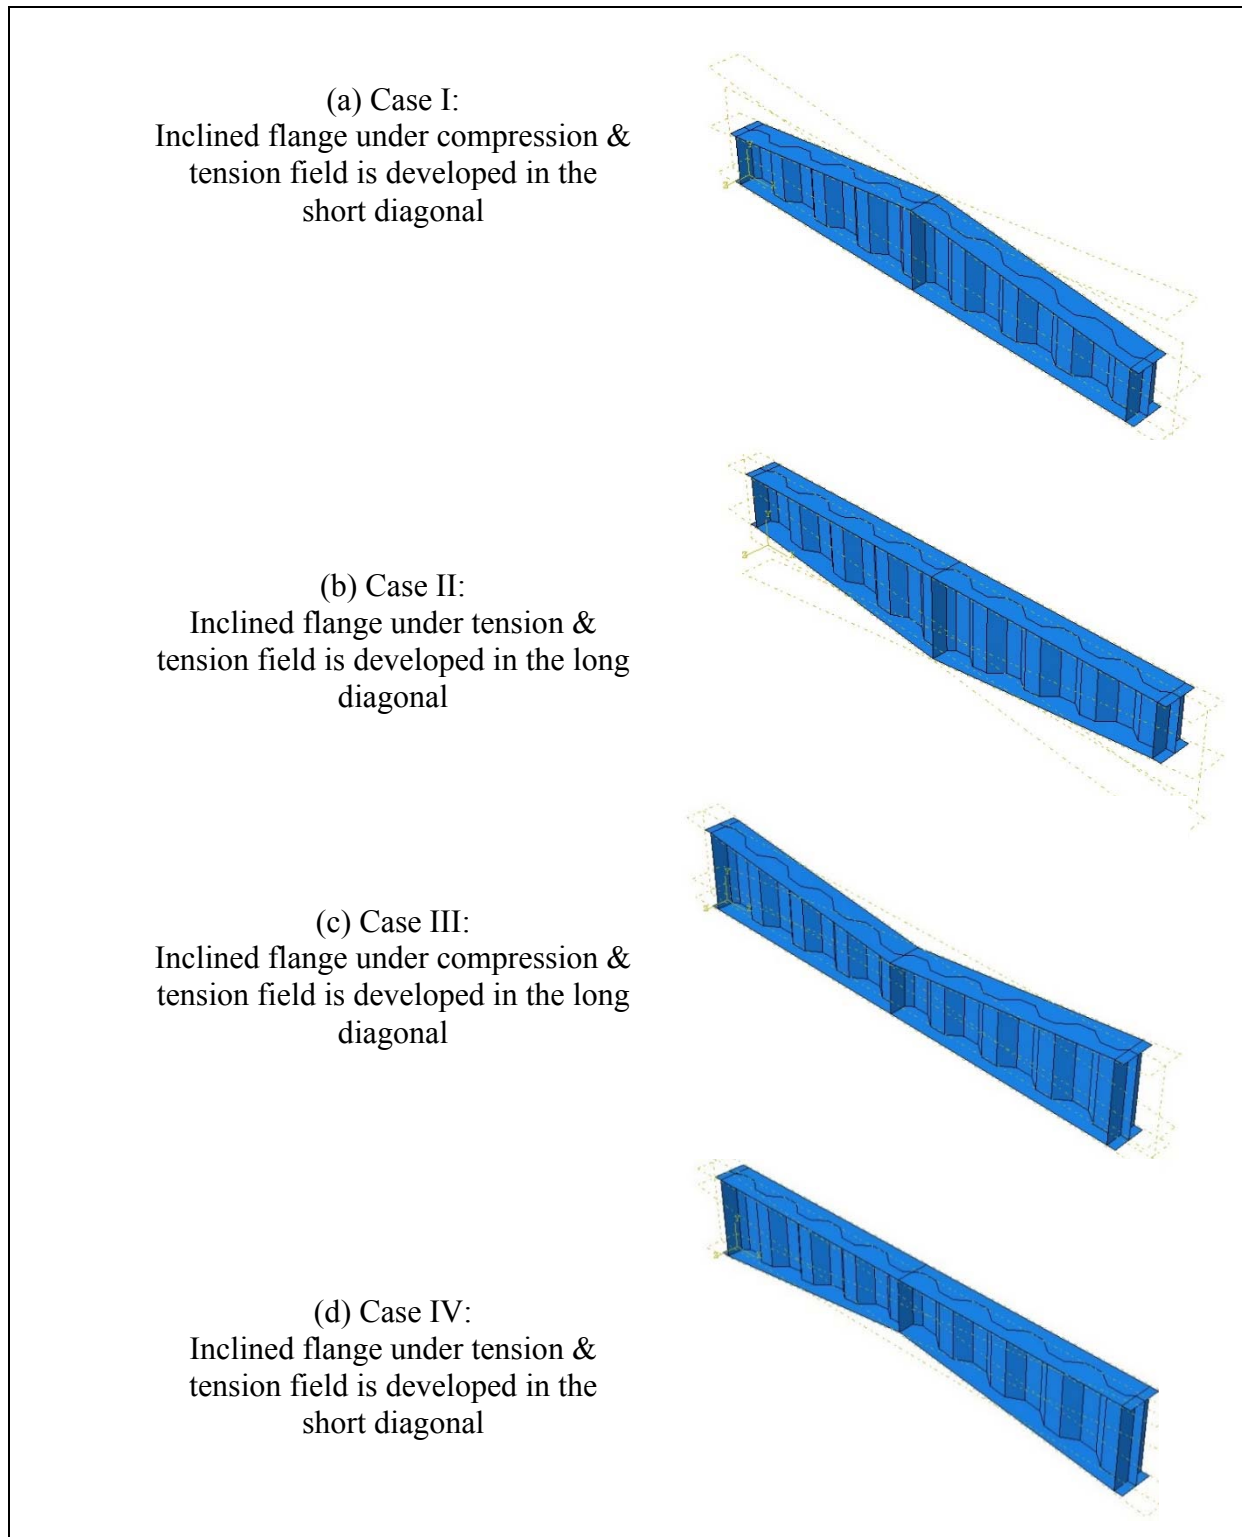 (a) Case I:
Inclined flange under compression &
tension field is developed in the
short diagonal
(b) Case II:
Inclined flange under tension &
tension field is developed in the long
diagonal
(c) Case III:
Inclined flange under compression &
tension field is developed in the long
diagonal
(d) Case IV:
Inclined flange under tension &
tension field is developed in the
short diagonal